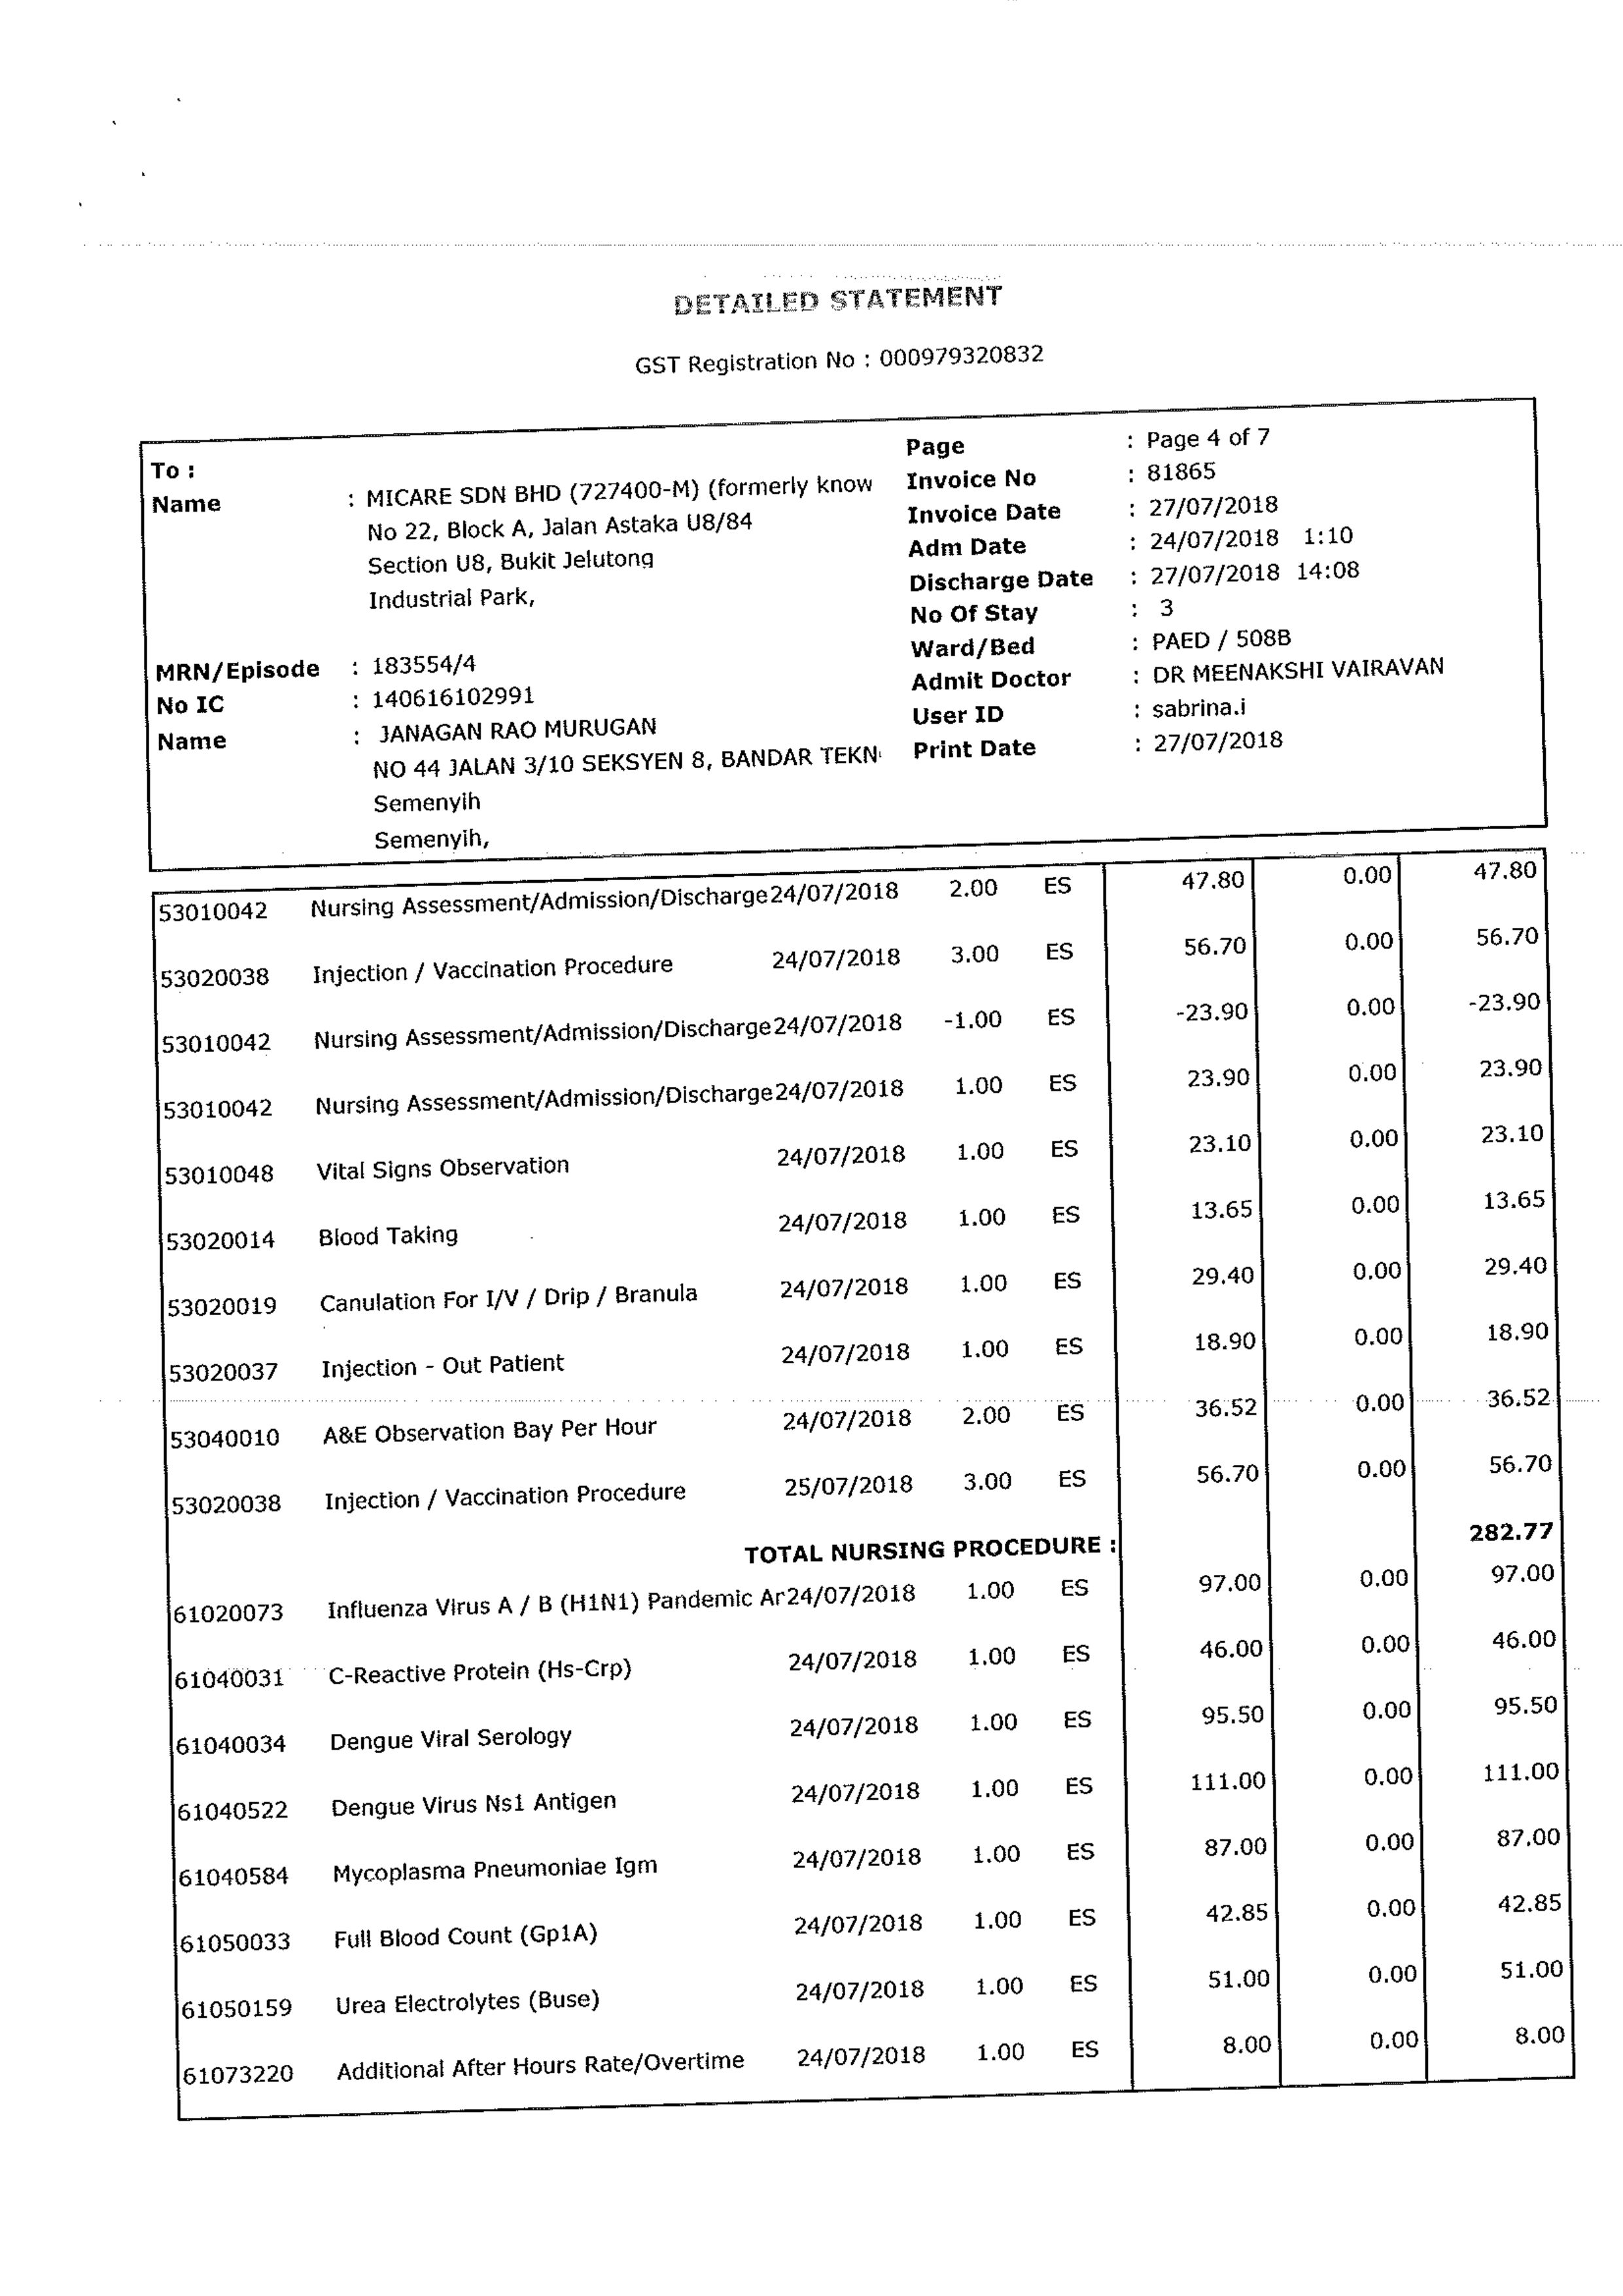 DETAILED STATEMENT
GST Registration No : 000979320832
To :
Name : MICARE SDN BHD (727400-M) (formerly know
No 22, Block A, Jalan Astaka U8/84
Section U8, Bukit Jelutong
Industrial Park,
MRN/Episode : 183554/4
No IC : 140616102991
Name : JANAGAN RAO MURUGAN
NO 44 JALAN 3/10 SEKSYEN 8, BANDAR TEKN
Semenyih
Semenyih,
Page : Page 4 of 7
Invoice No : 81865
Invoice Date : 27/07/2018
Adm Date : 24/07/2018 1:10
Discharge Date : 27/07/2018 14:08
No Of Stay : 3
Ward/Bed : PAED / 508B
Admit Doctor : DR MEENAKSHI VAIRAVAN
User ID : sabrina.i
Print Date : 27/07/2018
53010042 Nursing Assessment/Admission/Discharge24/07/2018 2.00 ES 47.80 0.00 47.80
53020038 Injection / Vaccination Procedure 24/07/2018 3.00 ES 56.70 0.00 56.70
53010042 Nursing Assessment/Admission/Discharge24/07/2018 -1.00 ES -23.90 0.00 -23.90
53010042 Nursing Assessment/Admission/Discharge24/07/2018 1.00 ES 23.90 0.00 23.90
53010048 Vital Signs Observation 24/07/2018 1.00 ES 23.10 0.00 23.10
53020014 Blood Taking 24/07/2018 1.00 ES 13.65 0.00 13.65
53020019 Canulation For I/V / Drip / Branula 24/07/2018 1.00 ES 29.40 0.00 29.40
53020037 Injection - Out Patient 24/07/2018 1.00 ES 18.90 0.00 18.90
53040010 A&E Observation Bay Per Hour 24/07/2018 2.00 ES 36.52 0.00 36.52
53020038 Injection / Vaccination Procedure 25/07/2018 3.00 ES 56.70 0.00 56.70
TOTAL NURSING PROCEDURE : 282.77
61020073 Influenza Virus A / B (H1N1) Pandemic Ar24/07/2018 1.00 ES 97.00 0.00 97.00
61040031 C-Reactive Protein (Hs-Crp) 24/07/2018 1.00 ES 46.00 0.00 46.00
61040034 Dengue Viral Serology 24/07/2018 1.00 ES 95.50 0.00 95.50
61040522 Dengue Virus Ns1 Antigen 24/07/2018 1.00 ES 111.00 0.00 111.00
61040584 Mycoplasma Pneumoniae Igm 24/07/2018 1.00 ES 87.00 0.00 87.00
61050033 Full Blood Count (Gp1A) 24/07/2018 1.00 ES 42.85 0.00 42.85
61050159 Urea Electrolytes (Buse) 24/07/2018 1.00 ES 51.00 0.00 51.00
61073220 Additional After Hours Rate/Overtime 24/07/2018 1.00 ES 8.00 0.00 8.00